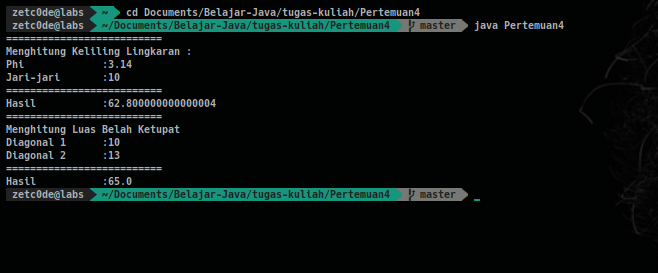 zetc0de@labs ~ cd Documents/Belajar-Java/tugas-kuliah/Pertemuan4
zetc0de@labs ~/Documents/Belajar-Java/tugas-kuliah/Pertemuan4 master java Pertemuan4
==========================
Menghitung Keliling Lingkaran :
Phi :3.14
Jari-jari :10
==========================
Hasil :62.800000000000004
==========================
Menghitung Luas Belah Ketupat
Diagonal 1 :10
Diagonal 2 :13
==========================
Hasil :65.0
zetc0de@labs ~/Documents/Belajar-Java/tugas-kuliah/Pertemuan4 master